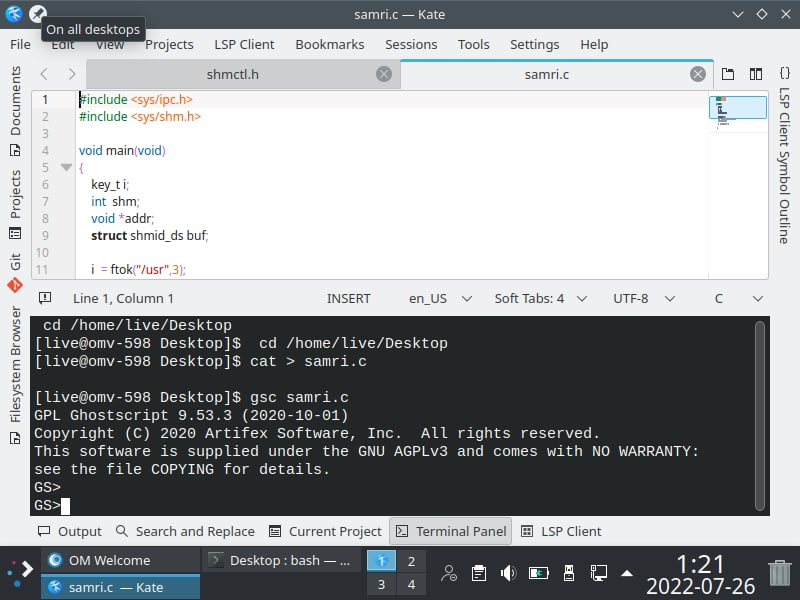 samri.c — Kate
On all desktops
File Edit View Projects LSP Client Bookmarks Sessions Tools Settings Help
shmctl.h samri.c
Documents
Projects
Git
Filesystem Browser
1 #include <sys/ipc.h>
2 #include <sys/shm.h>
3
4 void main(void)
5 {
6 key_t i;
7 int shm;
8 void *addr;
9 struct shmid_ds buf;
10
11 i = ftok("/usr",3);
{} LSP Client Symbol Outline
Line 1, Column 1 INSERT en_US Soft Tabs: 4 UTF-8 C
cd /home/live/Desktop
[live@omv-598 Desktop]$  cd /home/live/Desktop
[live@omv-598 Desktop]$ cat > samri.c
[live@omv-598 Desktop]$ gsc samri.c
GPL Ghostscript 9.53.3 (2020-10-01)
Copyright (C) 2020 Artifex Software, Inc.  All rights reserved.
This software is supplied under the GNU AGPLv3 and comes with NO WARRANTY:
see the file COPYING for details.
GS>
GS>
Output Search and Replace Current Project Terminal Panel LSP Client
OM Welcome Desktop : bash — ...
samri.c — Kate
1 2
3 4
1:21
2022-07-26